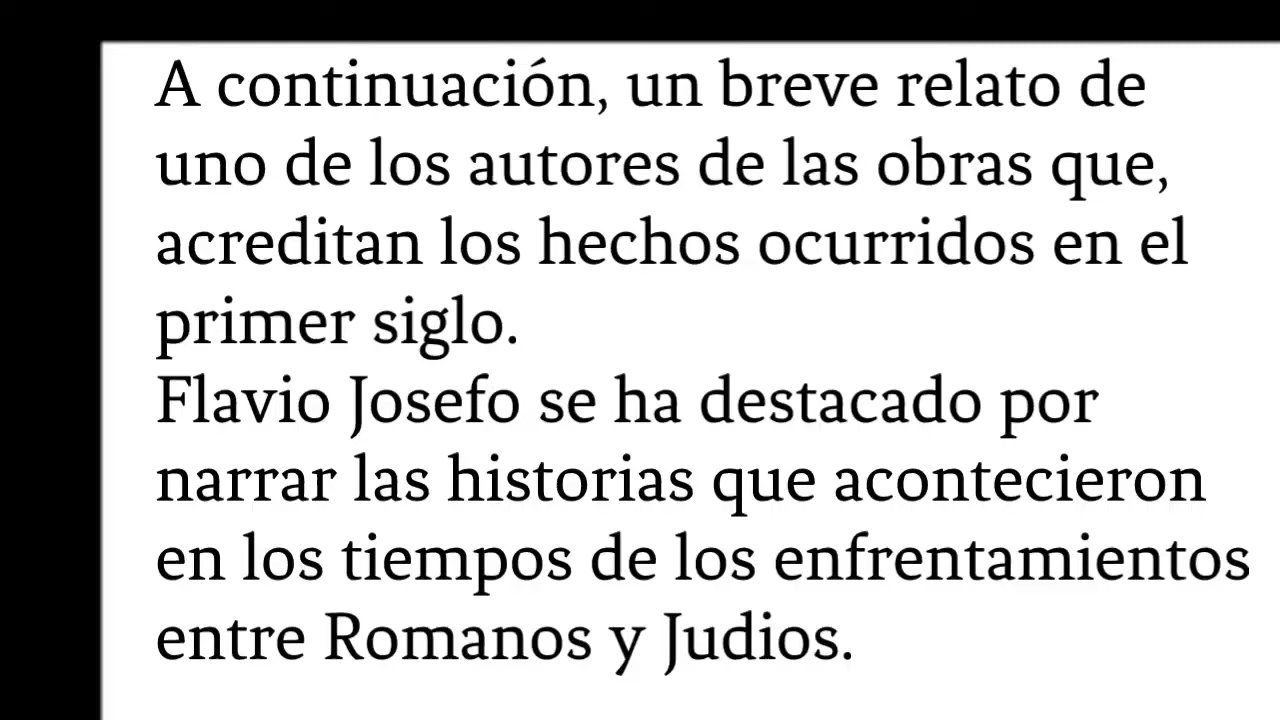 A continuación, un breve relato de
uno de los autores de las obras que,
acreditan los hechos ocurridos en el
primer siglo.
Flavio Josefo se ha destacado por
narrar las historias que acontecieron
en los tiempos de los enfrentamientos
entre Romanos y Judios.